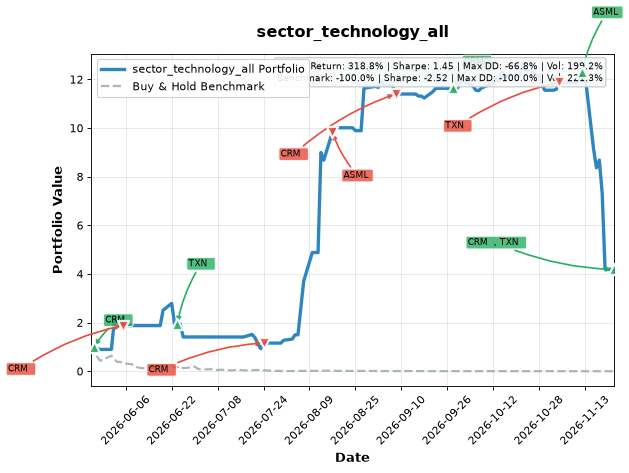 ASML
sector_technology_all
sector_technology_all Portfolio
Buy & Hold Benchmark
Return: 318.8% | Sharpe: 1.45 | Max DD: -66.8% | Vol: 199.2%
-100.0% | Sharpe: -2.52 | Max DD: -100.0% | Vol: 221.3%
TXN
CRM
ASML
CRM , TXN
TXN
CRM
CRM
CRM
Portfolio Value
12
10
8
6
4
2
0
2026-06-06
2026-06-22
2026-07-08
2026-07-24
2026-08-09
2026-08-25
2026-09-10
2026-09-26
2026-10-12
2026-10-28
2026-11-13
Date